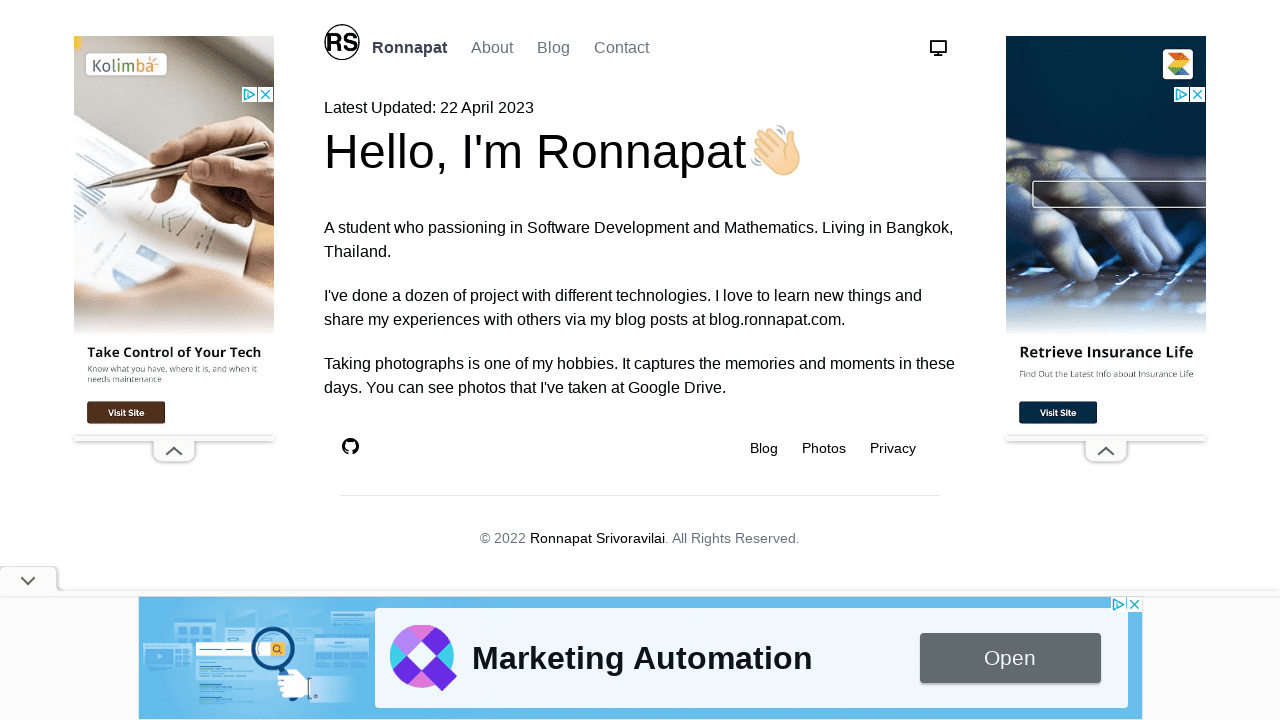 RS
Ronnapat About Blog Contact
Latest Updated: 22 April 2023
Hello, I'm Ronnapat👋🏼
A student who passioning in Software Development and Mathematics. Living in Bangkok,
Thailand.
I've done a dozen of project with different technologies. I love to learn new things and
share my experiences with others via my blog posts at blog.ronnapat.com.
Taking photographs is one of my hobbies. It captures the memories and moments in these
days. You can see photos that I've taken at Google Drive.
Blog Photos Privacy
© 2022 Ronnapat Srivoravilai. All Rights Reserved.
Kolimba
Take Control of Your Tech
Know what you have, where it is, and when it
needs maintenance
Visit Site
Retrieve Insurance Life
Find Out the Latest Info about Insurance Life
Visit Site
Marketing Automation
Open